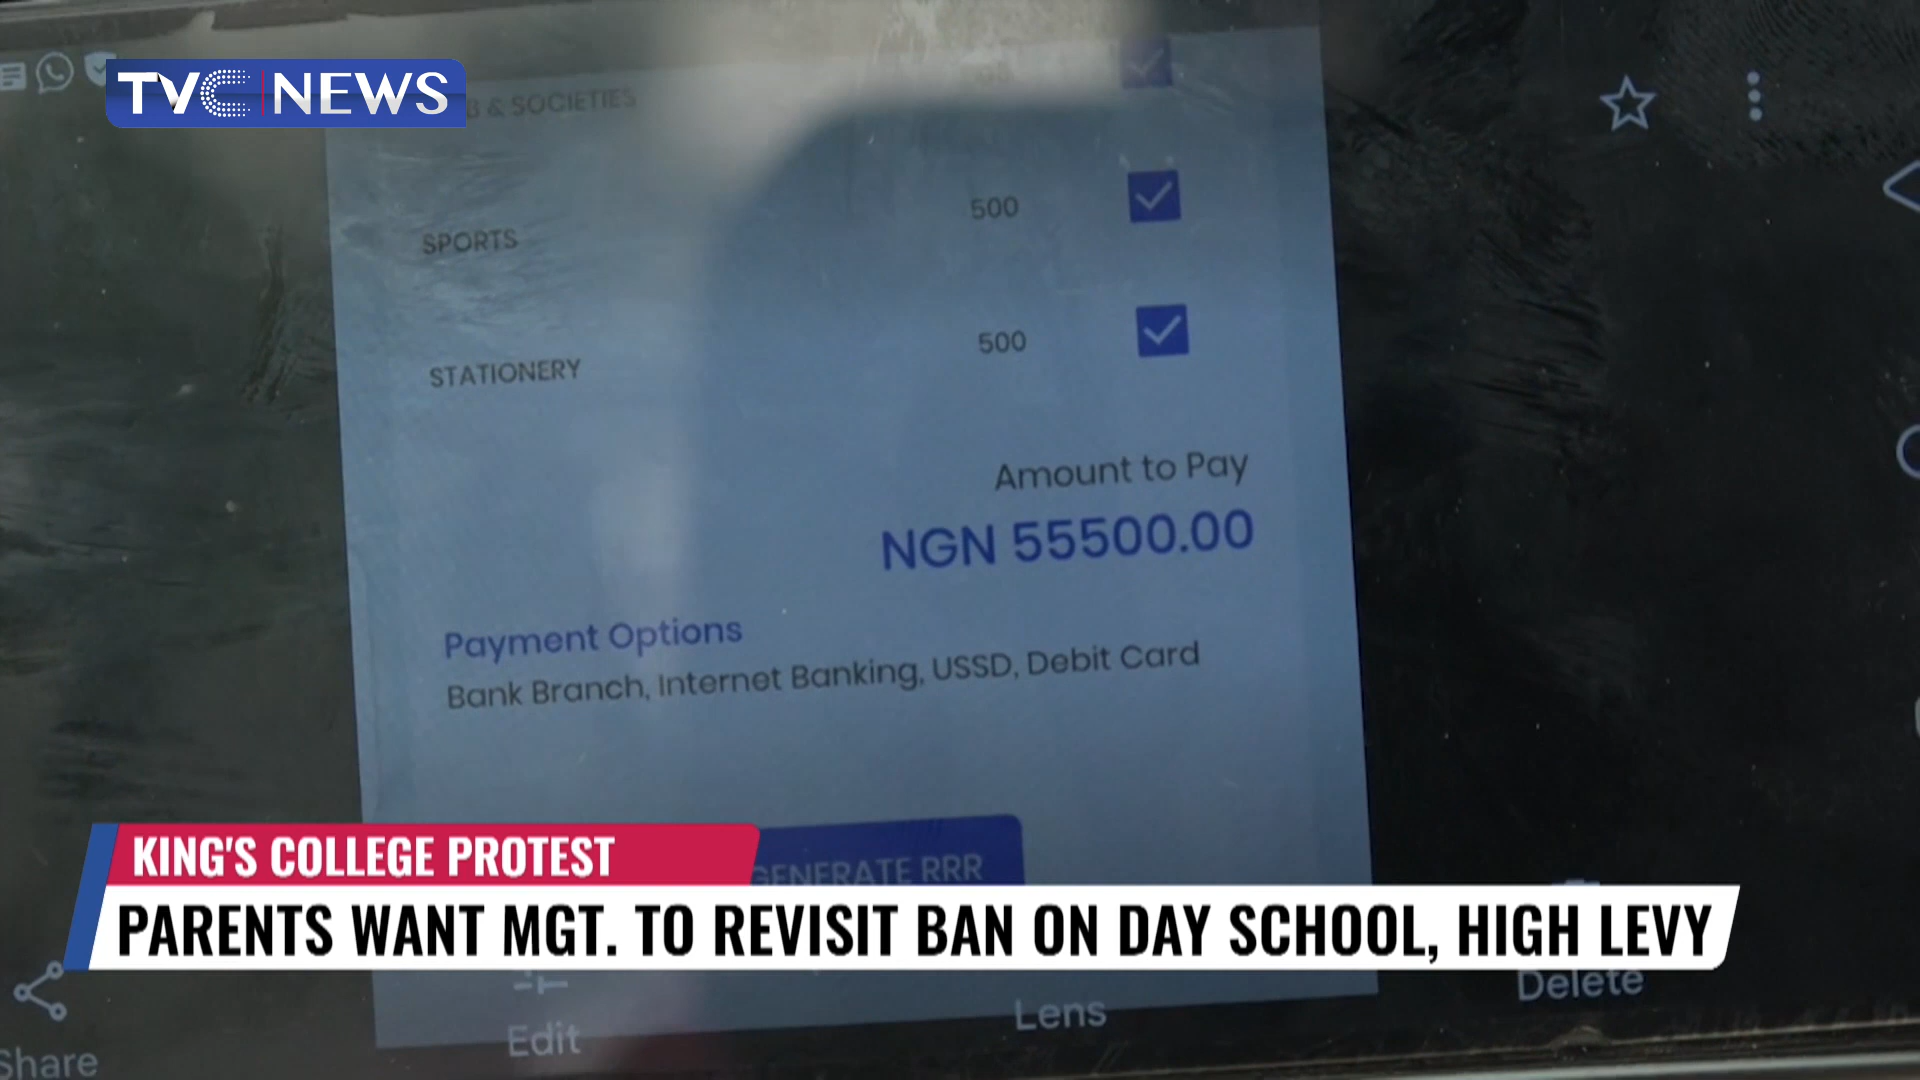 TVC NEWS
B & SOCIETIES
SPORTS 500
STATIONERY 500
Amount to Pay
NGN 55500.00
Payment Options
Bank Branch, Internet Banking, USSD, Debit Card
GENERATE RRR
KING'S COLLEGE PROTEST
PARENTS WANT MGT. TO REVISIT BAN ON DAY SCHOOL, HIGH LEVY
Share
Edit
Lens
Delete